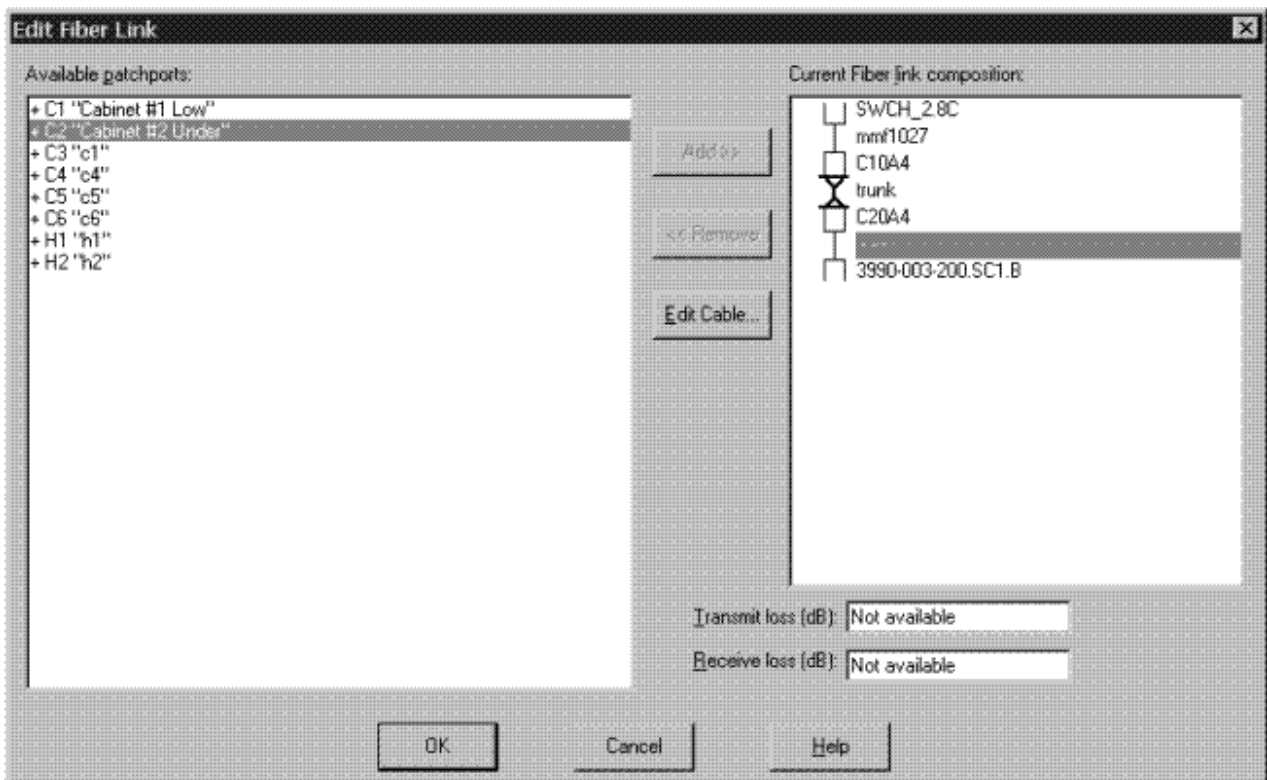 Edit Fiber Link
Available patchports:
+ C1 "Cabinet #1 Low"
+ C2 "Cabinet #2 Under"
+ C3 "c1"
+ C4 "c4"
+ C5 "c5"
+ C6 "c6"
+ H1 "h1"
+ H2 "h2"
Add >>
<< Remove
Edit Cable...
Current Fiber link composition:
SWCH_2.8C
mmf1027
C10A4
trunk
C20A4
3990-003-200.SC1.B
Transmit loss (dB): Not available
Receive loss (dB): Not available
OK
Cancel
Help